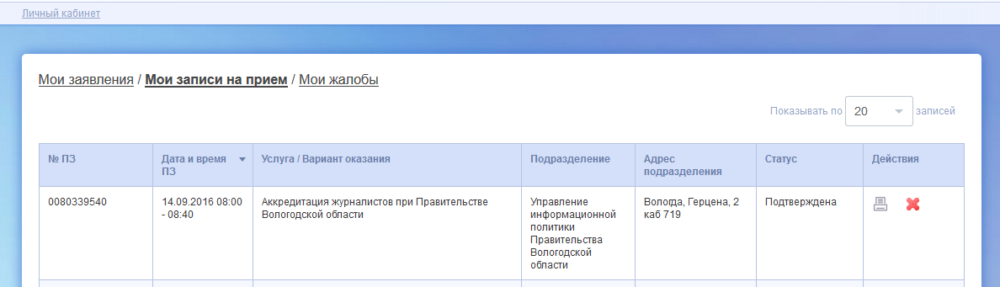 Личный кабинет
Мои заявления / Мои записи на прием / Мои жалобы
Показывать по 20 записей
№ ПЗ
Дата и время
ПЗ
Услуга / Вариант оказания
Подразделение
Адрес
подразделения
Статус
Действия
0080339540
14.09.2016 08:00
- 08:40
Аккредитация журналистов при Правительстве
Вологодской области
Управление
информационной
политики
Правительства
Вологодской
области
Вологда, Герцена, 2
каб 719
Подтверждена